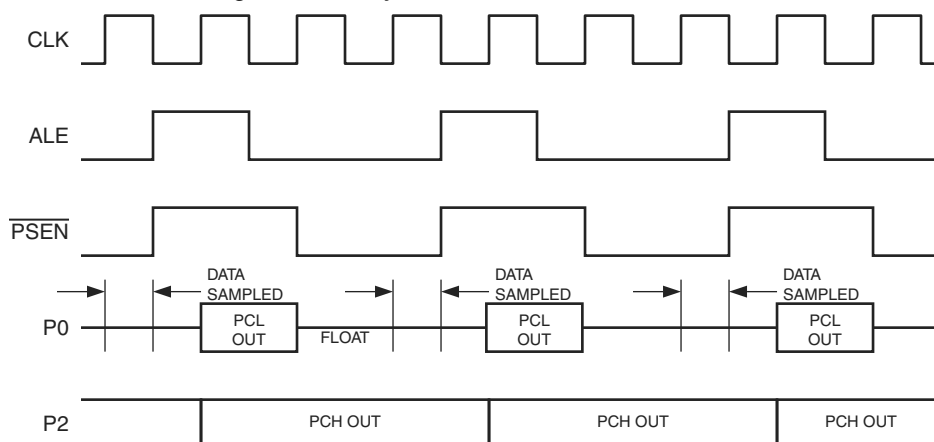 CLK
ALE
PSEN
DATA
SAMPLED
DATA
SAMPLED
DATA
SAMPLED
P0
PCL
OUT
FLOAT
PCL
OUT
PCL
OUT
P2
PCH OUT
PCH OUT
PCH OUT